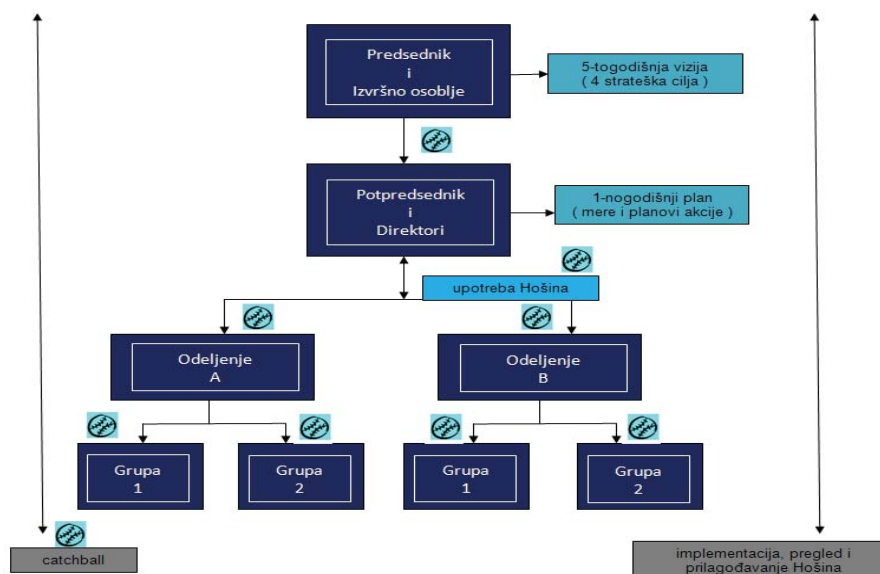 Predsednik
i
Izvršno osoblje
5-togodišnja vizija
( 4 strateška cilja )
Potpredsednik
i
Direktori
1-nogodišnji plan
( mere i planovi akcije )
upotreba Hošina
Odeljenje
A
Odeljenje
B
Grupa
1
Grupa
2
Grupa
1
Grupa
2
catchball
implementacija, pregled i
prilagođavanje Hošina